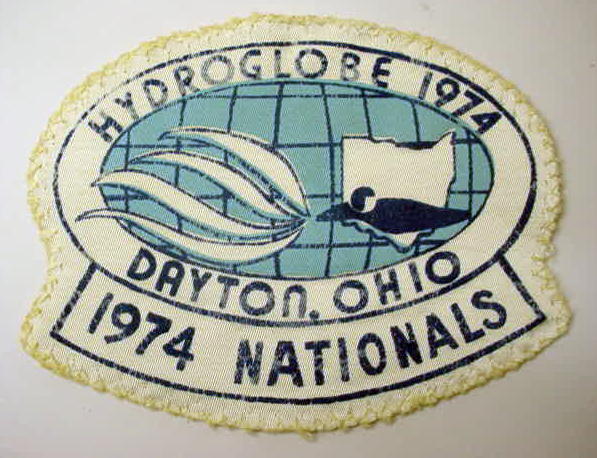 HYDROGLOBE 1974
DAYTON, OHIO
1974 NATIONALS